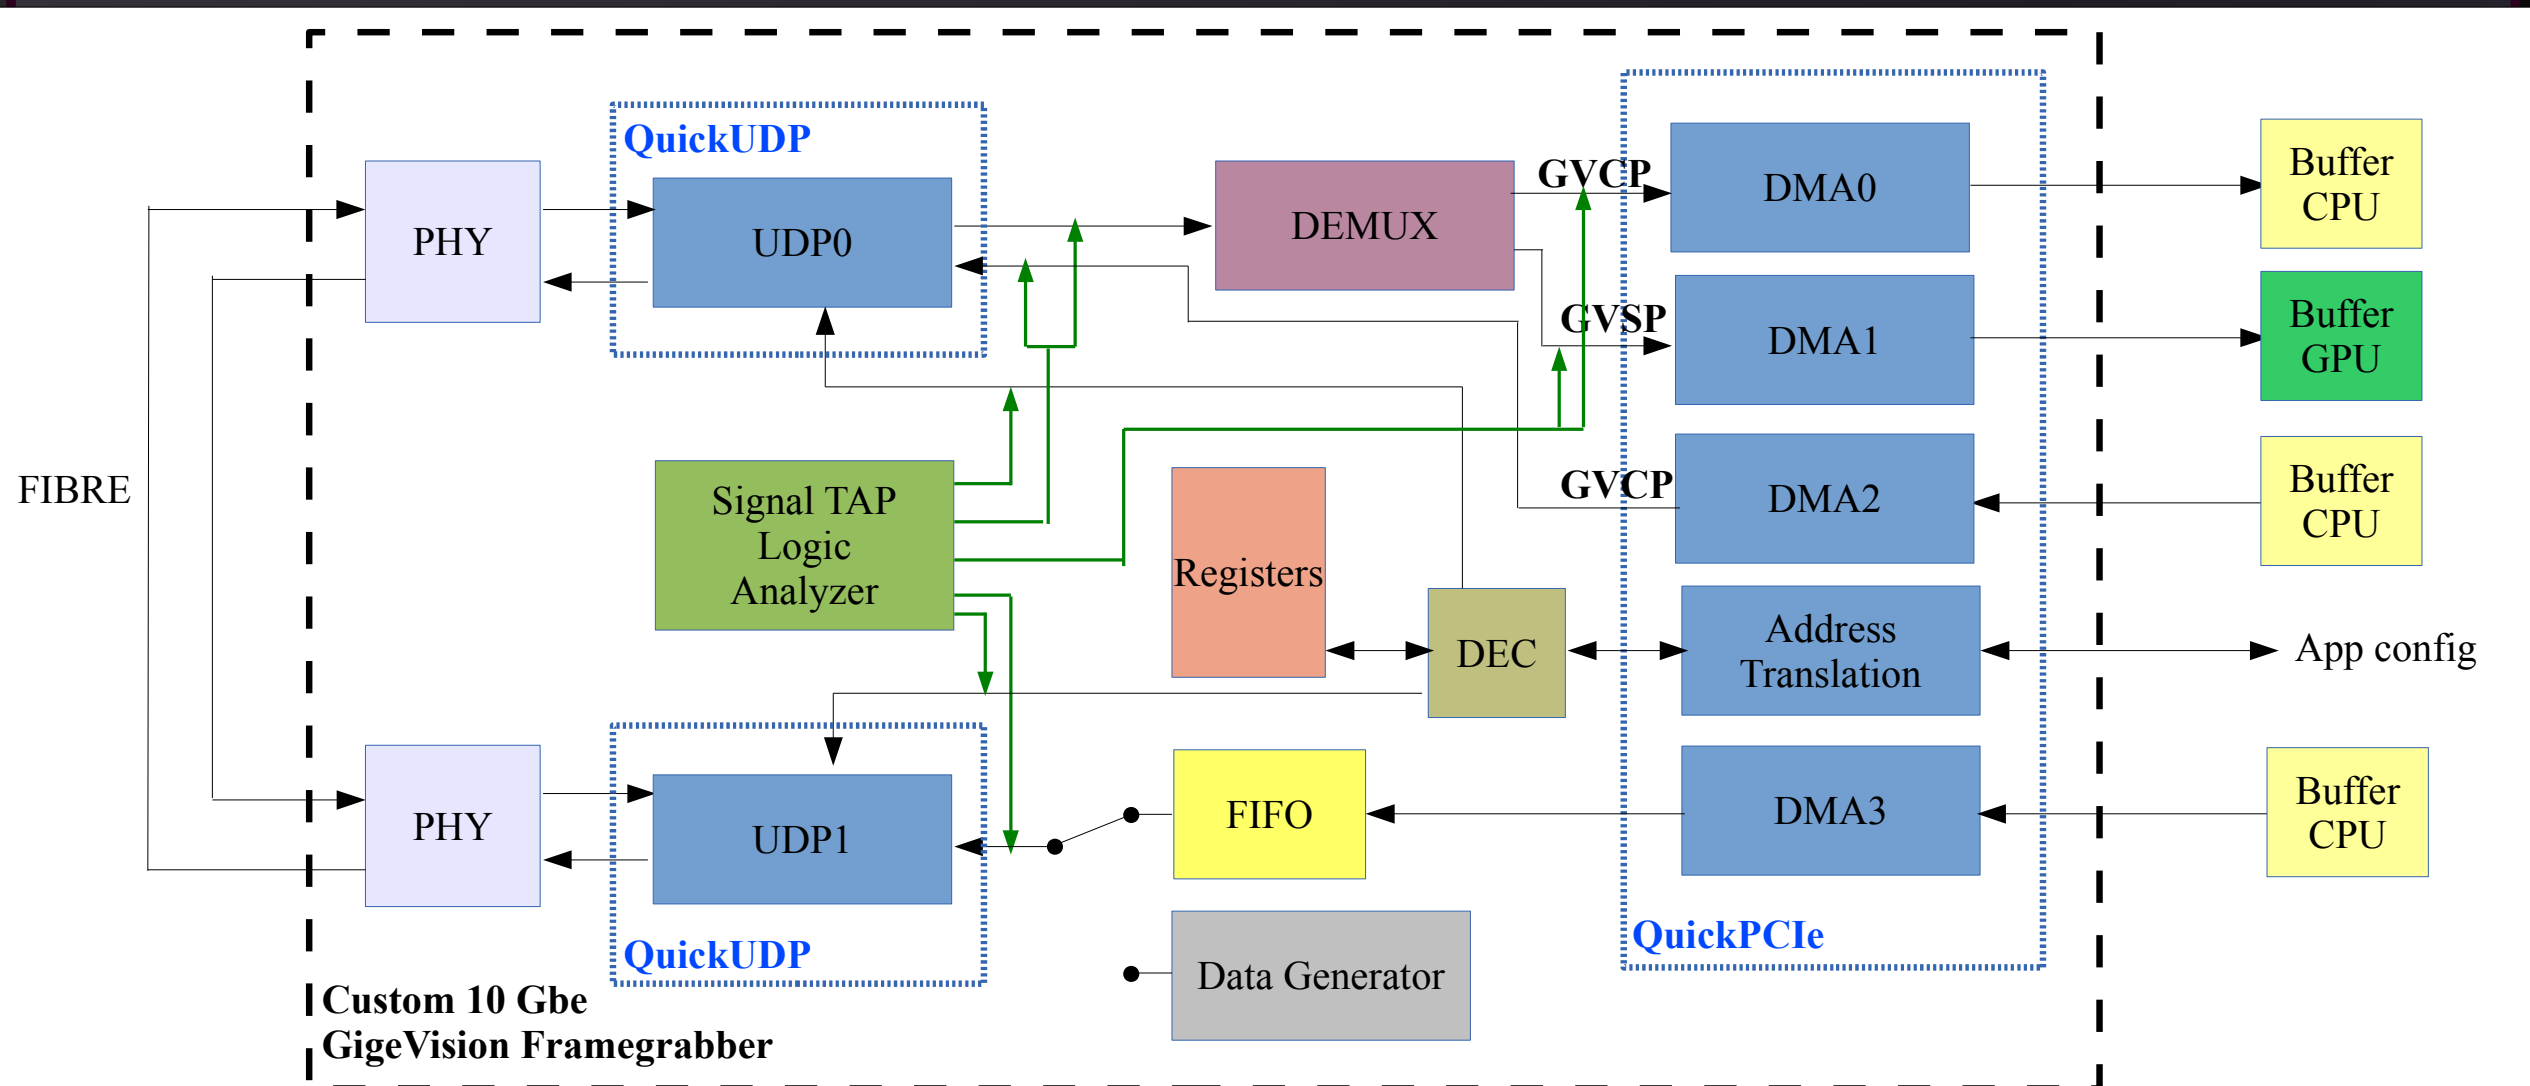 QuickUDP
PHY
UDP0
DEMUX
GVCP
DMA0
Buffer
CPU
GVSP
DMA1
Buffer
GPU
FIBRE
Signal TAP
Logic
Analyzer
Registers
GVCP
DMA2
Buffer
CPU
DEC
Address
Translation
App config
PHY
UDP1
QuickUDP
FIFO
DMA3
Buffer
CPU
QuickPCIe
Data Generator
Custom 10 Gbe
GigeVision Framegrabber